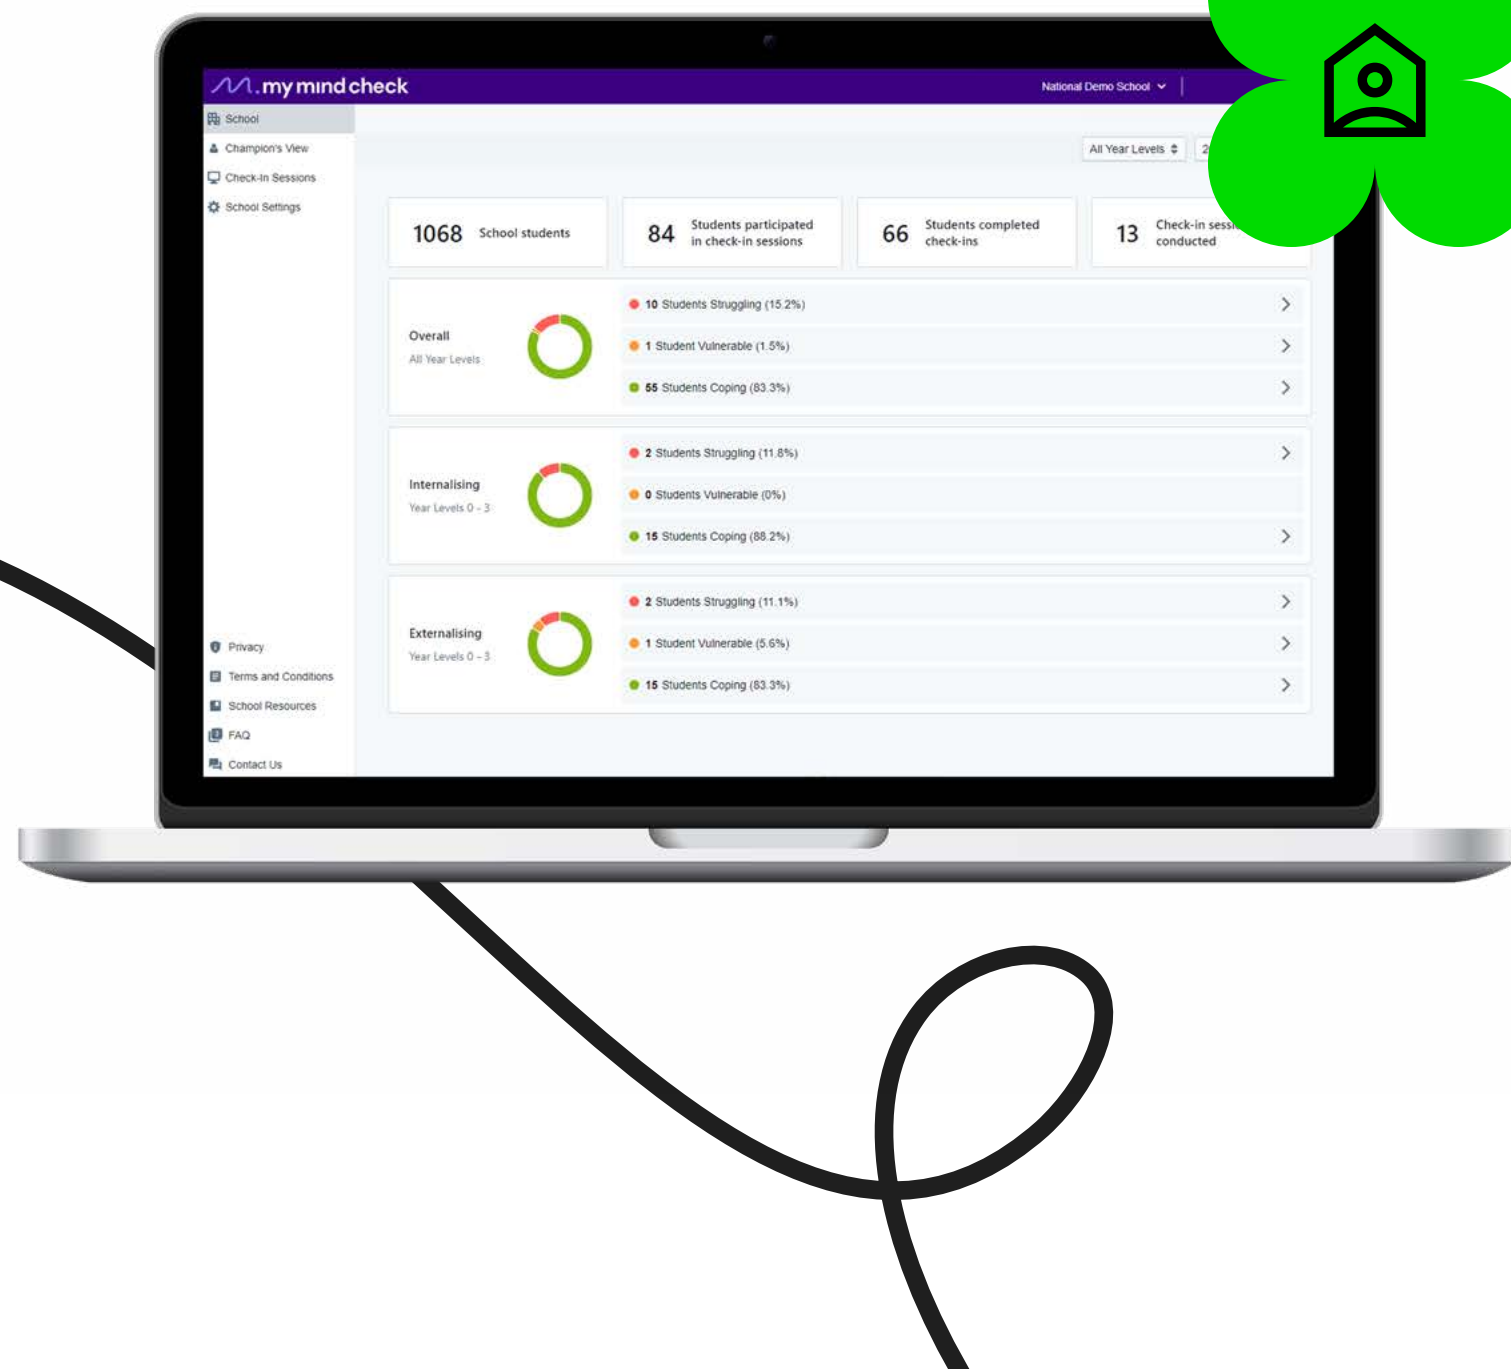 my mind check
National Demo School
School
Champion's View
Check-In Sessions
School Settings
All Year Levels
2
1068 School students
84 Students participated
in check-in sessions
66 Students completed
check-ins
13 Check-in
conducted
Overall
All Year Levels
10 Students Struggling (15.2%)
1 Student Vulnerable (1.5%)
55 Students Coping (83.3%)
Internalising
Year Levels 0 - 3
2 Students Struggling (11.8%)
0 Students Vulnerable (0%)
15 Students Coping (88.2%)
Externalising
Year Levels 0 - 3
2 Students Struggling (11.1%)
1 Student Vulnerable (5.6%)
15 Students Coping (83.3%)
Privacy
Terms and Conditions
School Resources
FAQ
Contact Us